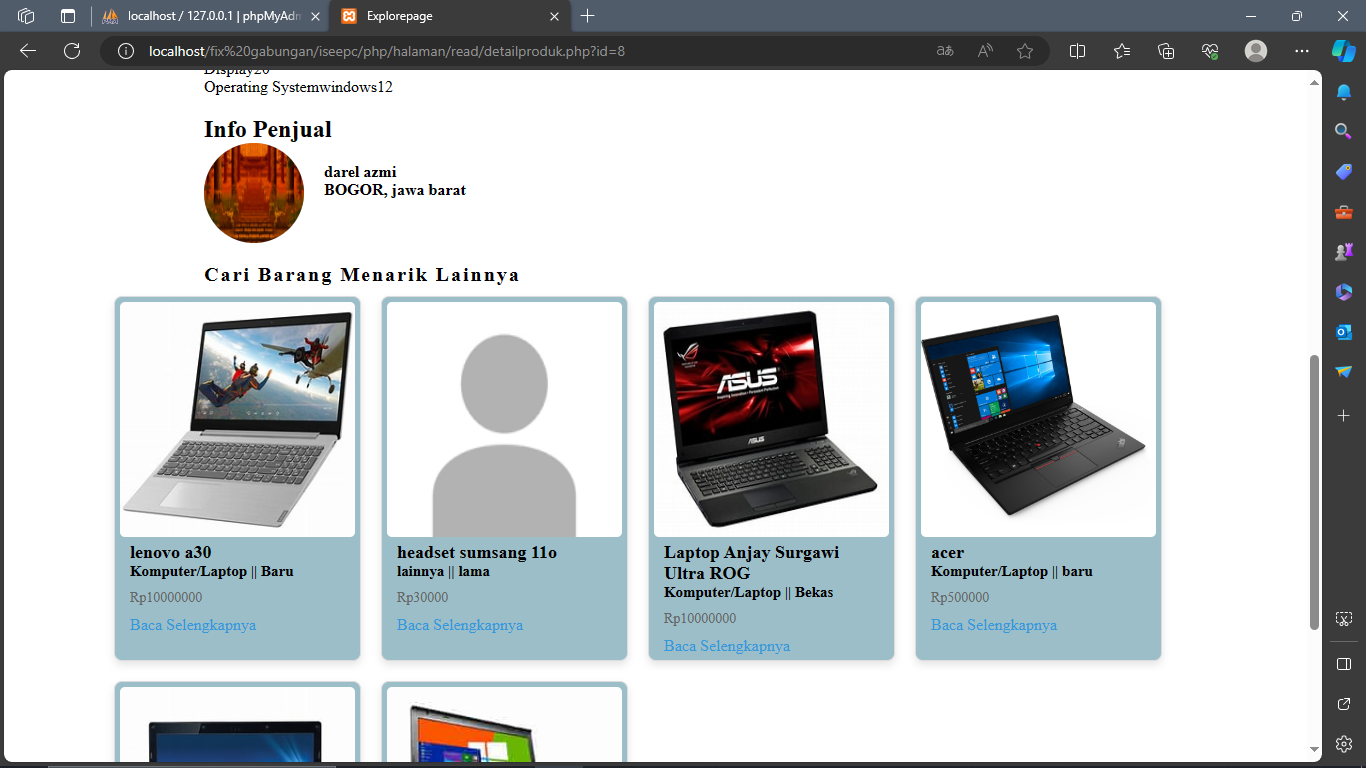 localhost / 127.0.0.1 | phpMyAdm
Explorepage
localhost/fix%20gabungan/iseepc/php/halaman/read/detailproduk.php?id=8
Display20
Operating Systemwindows12
Info Penjual
darel azmi
BOGOR, jawa barat
Cari Barang Menarik Lainnya
ASUS
ASUS
lenovo a30
Komputer/Laptop || Baru
Rp10000000
Baca Selengkapnya
headset sumsang 11o
lainnya || lama
Rp30000
Baca Selengkapnya
Laptop Anjay Surgawi
Ultra ROG
Komputer/Laptop || Bekas
Rp10000000
Baca Selengkapnya
acer
Komputer/Laptop || baru
Rp500000
Baca Selengkapnya